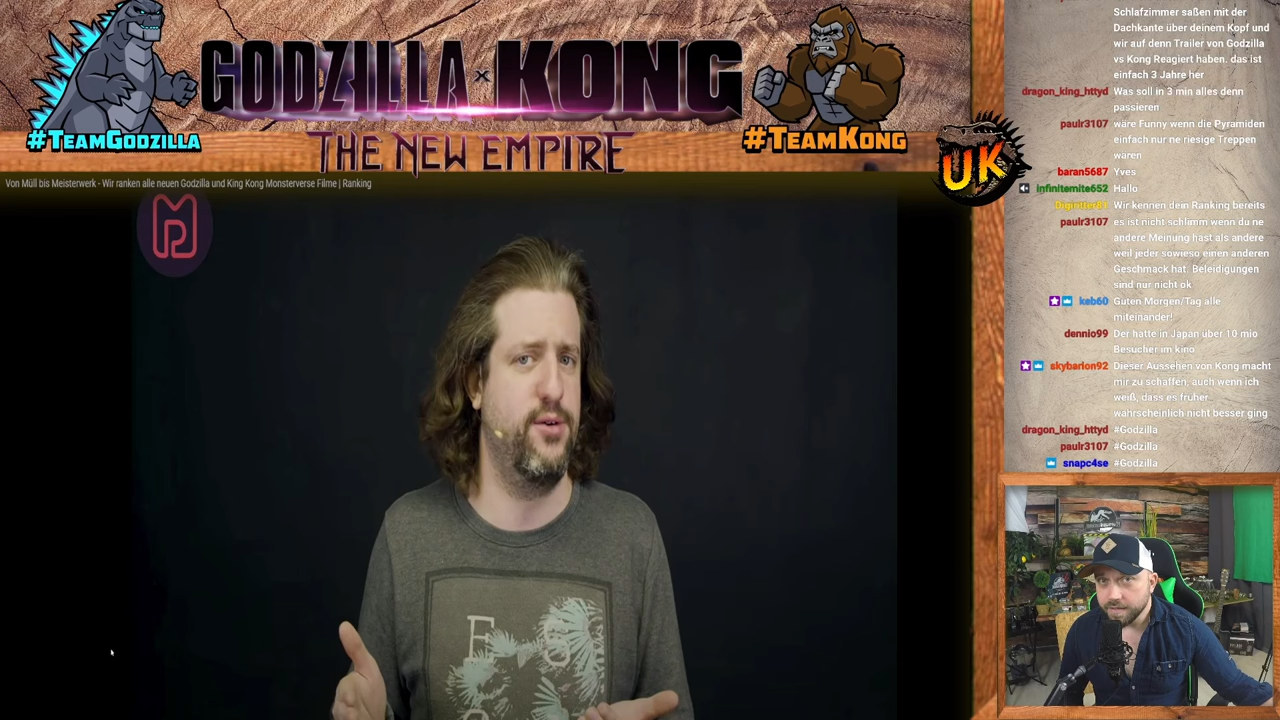 GODZILLA x KONG
THE NEW EMPIRE
#TEAMGODZILLA
#TEAMKONG
UK
Von Müll bis Meisterwerk - Wir ranken alle neuen Godzilla und King Kong Monsterverse Filme | Ranking
Schlafzimmer saßen mit der
Dachkante über deinem Kopf und
wir auf denn Trailer von Godzilla
vs Kong Reagiert haben. das ist
einfach 3 Jahre her
dragon_king_httyd Was soll in 3 min alles denn
passieren
paulr3107 wäre Funny wenn die Pyramiden
einfach nur ne riesige Treppen
wären
baran5687 Yves
infinitemite652 Hallo
Digiritter81 Wir kennen dein Ranking bereits
paulr3107 es ist nicht schlimm wenn du ne
andere Meinung hast als andere
weil jeder sowieso einen anderen
Geschmack hat. Beleidigungen
sind nur nicht ok
keb60 Guten Morgen/Tag alle
miteinander!
dennio99 Der hatte in Japan über 10 mio
Besucher im kino
skybarion92 Dieser Aussehen von Kong macht
mir zu schaffen, auch wenn ich
weiß, dass es früher
wahrscheinlich nicht besser ging
dragon_king_httyd #Godzilla
paulr3107 #Godzilla
snapc4se #Godzilla